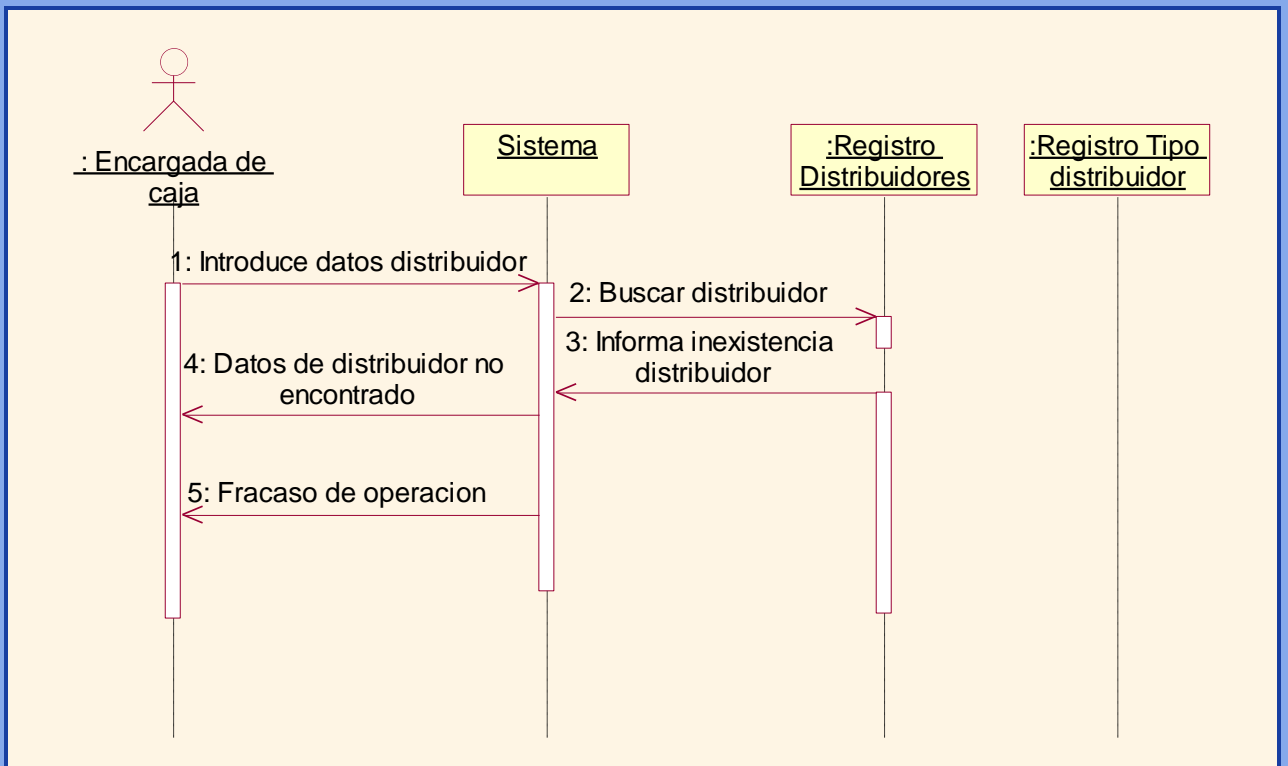 : Encargada de
caja
Sistema
:Registro
Distribuidores
:Registro Tipo
distribuidor
1: Introduce datos distribuidor
2: Buscar distribuidor
3: Informa inexistencia
distribuidor
4: Datos de distribuidor no
encontrado
5: Fracaso de operacion